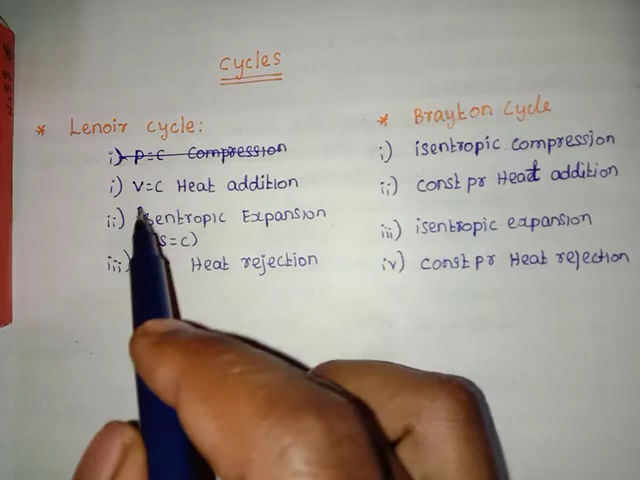 Cycles
* Lenoir cycle:
i) P=C Compression
i) V=C Heat addition
ii) isentropic Expansion
(S=C)
iii) Heat rejection
* Brayton Cycle
i) isentropic compression
ii) const pr Heat addition
iii) isentropic expansion
iv) const pr Heat rejection